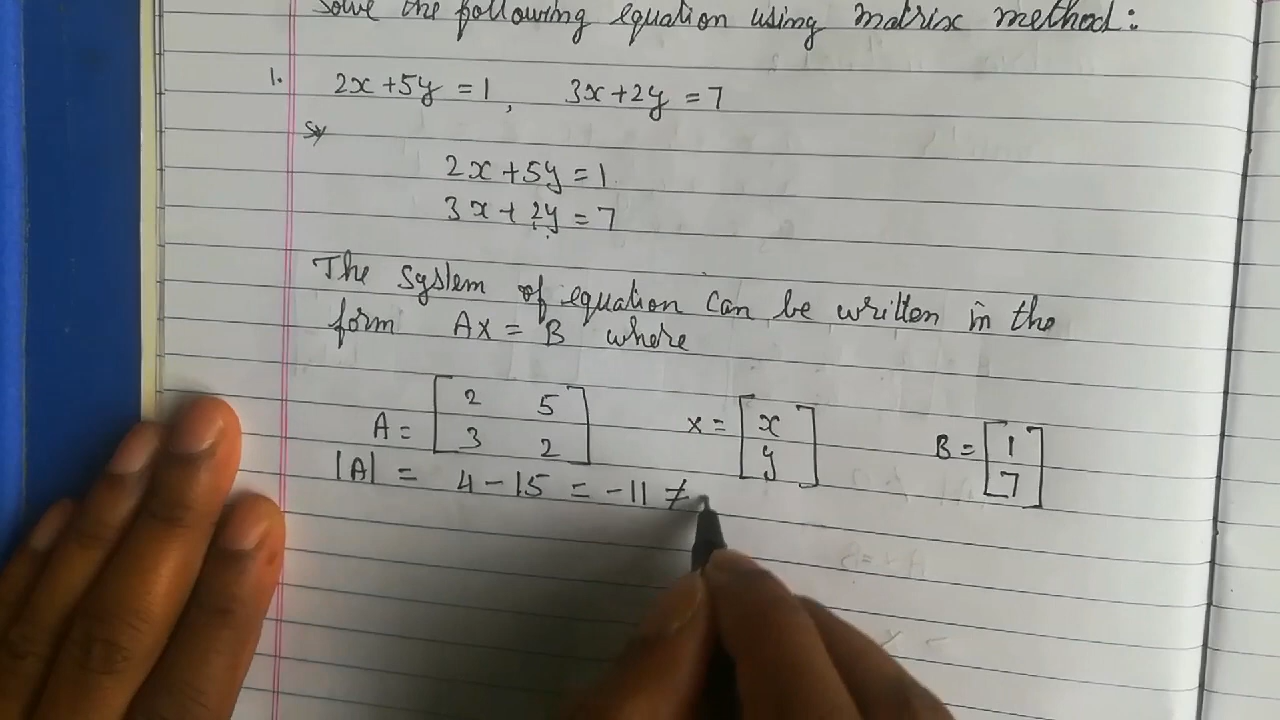 Solve the following equation using matrix method:
1. 2x+5y=1, 3x+2y=7
2x+5y=1
3x+2y=7
The system of equation can be written in the
form AX = B where
A = [2 5 3 2] X = [x y] B = [1 7]
|A| = 4-15 = -11 ≠